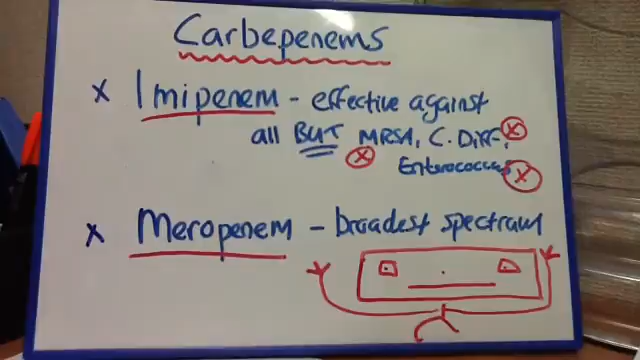 Carbepenems
x Imipenem - effective against
all BUT MRSA, C. Diff,
Enterococcus
x Meropenem - broadest spectrum